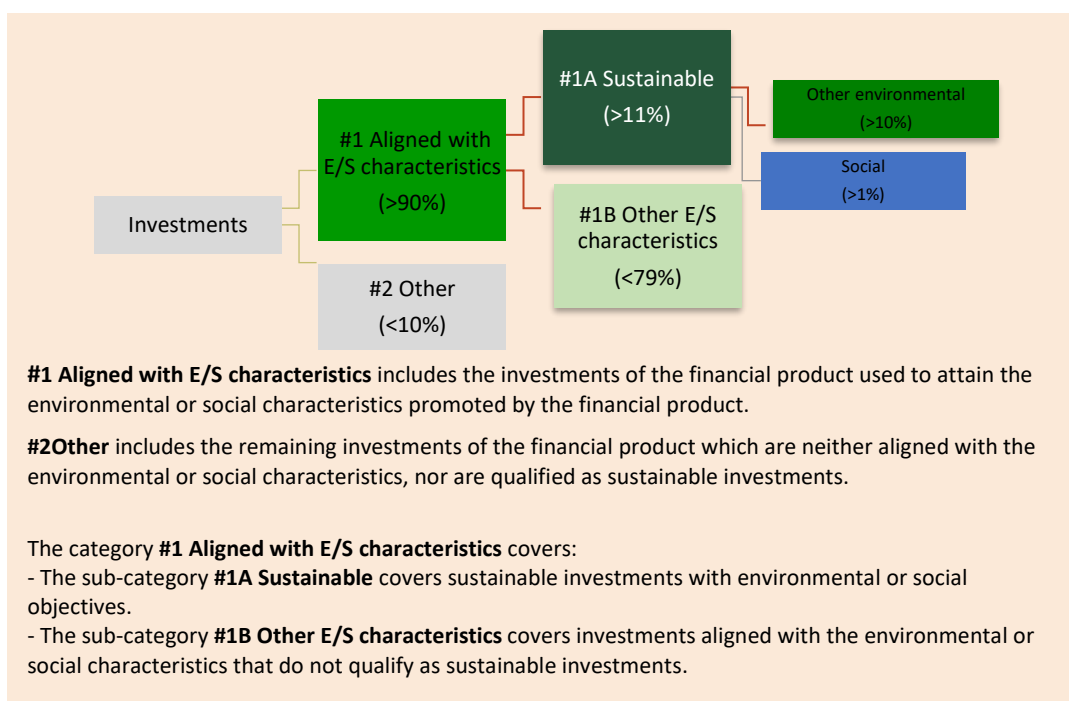 Investments
#1 Aligned with
E/S characteristics
(>90%)
#2 Other
(<10%)
#1A Sustainable
(>11%)
#1B Other E/S
characteristics
(<79%)
Other environmental
(>10%)
Social
(>1%)
#1 Aligned with E/S characteristics includes the investments of the financial product used to attain the
environmental or social characteristics promoted by the financial product.
#2Other includes the remaining investments of the financial product which are neither aligned with the
environmental or social characteristics, nor are qualified as sustainable investments.
The category #1 Aligned with E/S characteristics covers:
- The sub-category #1A Sustainable covers sustainable investments with environmental or social
objectives.
- The sub-category #1B Other E/S characteristics covers investments aligned with the environmental or
social characteristics that do not qualify as sustainable investments.